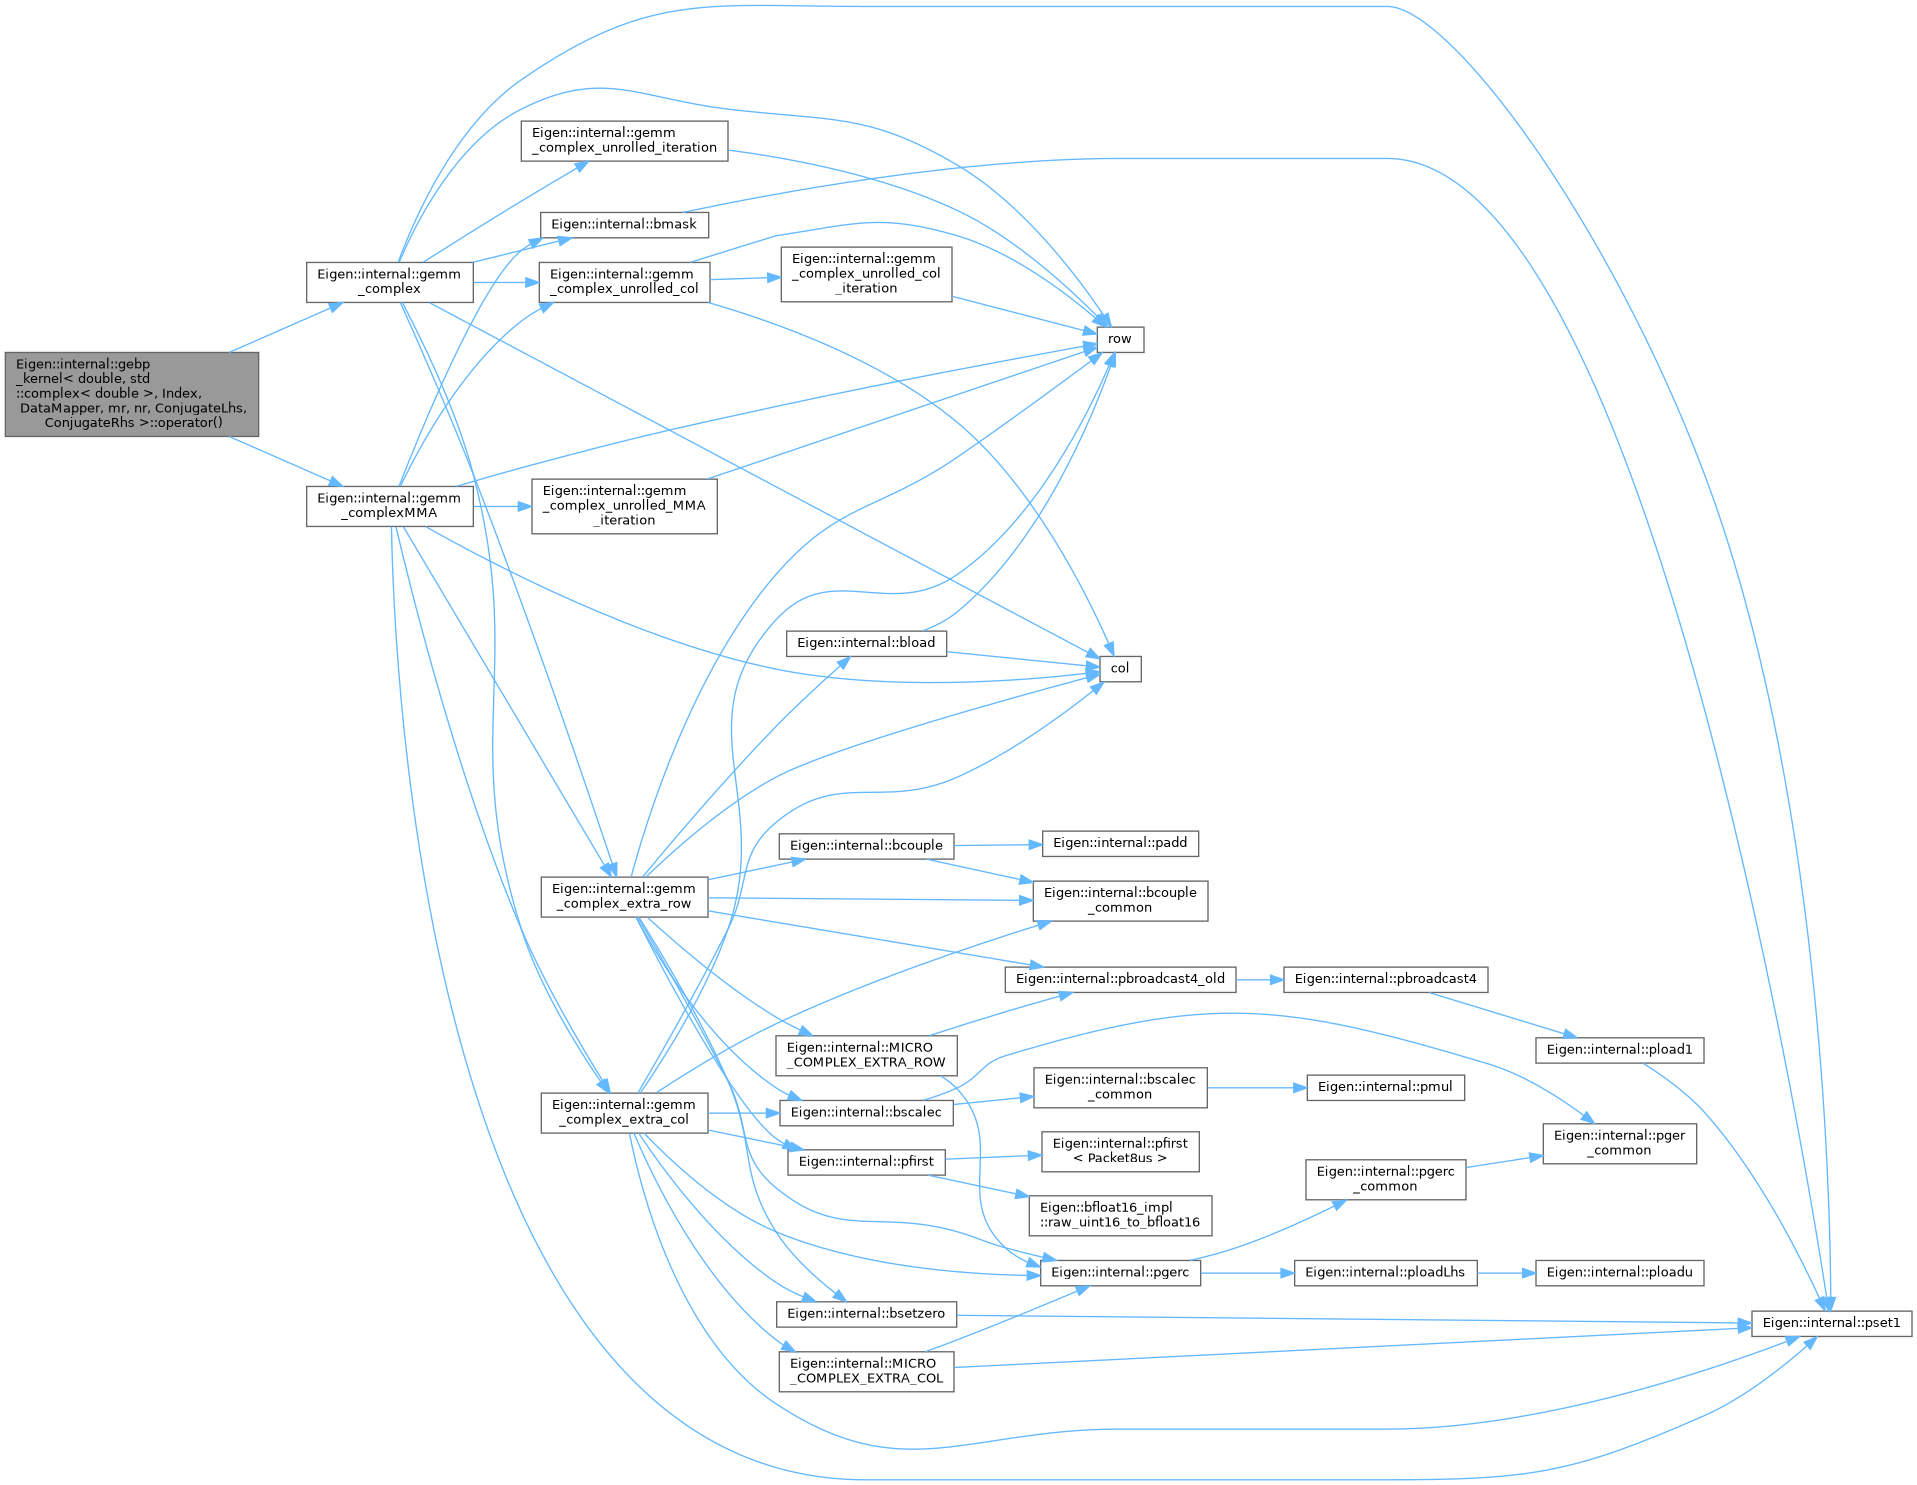 Eigen::internal::gebp
_kernel< double, std
::complex< double >, Index,
DataMapper, mr, nr, ConjugateLhs,
ConjugateRhs >::operator()
Eigen::internal::gemm
_complex
Eigen::internal::gemm
_complexMMA
Eigen::internal::gemm
_complex_unrolled_iteration
Eigen::internal::bmask
Eigen::internal::gemm
_complex_unrolled_col
Eigen::internal::gemm
_complex_unrolled_MMA
_iteration
Eigen::internal::gemm
_complex_extra_row
Eigen::internal::gemm
_complex_extra_col
Eigen::internal::gemm
_complex_unrolled_col
_iteration
Eigen::internal::bload
Eigen::internal::bcouple
Eigen::internal::MICRO
_COMPLEX_EXTRA_ROW
Eigen::internal::bscalec
Eigen::internal::pfirst
Eigen::internal::bsetzero
Eigen::internal::MICRO
_COMPLEX_EXTRA_COL
row
col
Eigen::internal::padd
Eigen::internal::bcouple
_common
Eigen::internal::pbroadcast4_old
Eigen::internal::bscalec
_common
Eigen::internal::pfirst
< Packet8us >
Eigen::bfloat16_impl
::raw_uint16_to_bfloat16
Eigen::internal::pgerc
Eigen::internal::pbroadcast4
Eigen::internal::pmul
Eigen::internal::pgerc
_common
Eigen::internal::ploadLhs
Eigen::internal::pload1
Eigen::internal::pger
_common
Eigen::internal::ploadu
Eigen::internal::pset1